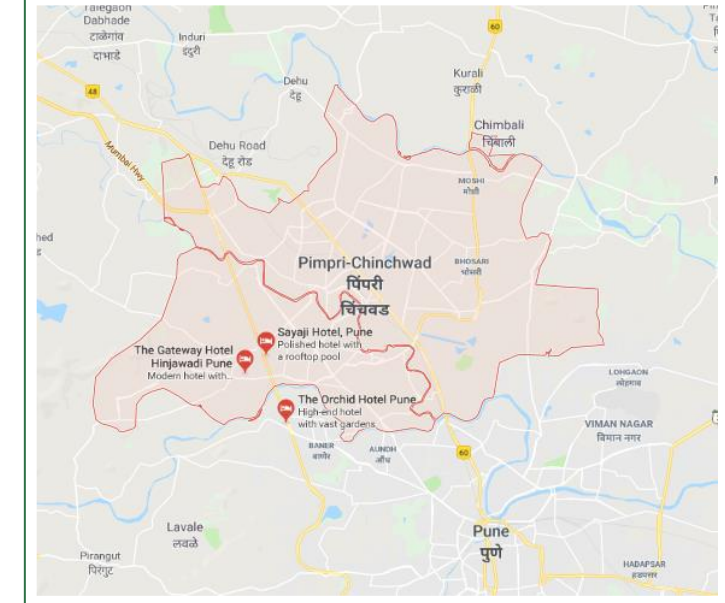 Talegaon
Dabhade
टाळेगांव
दाभाडे
Induri
इंदुरी
60
Dehu
देहू
Kurali
कुराळी
48
Mumbai Hwy
Chimbali
चिंबाली
Dehu Road
देहू रोड
MOSHI
मोशी
Pimpri-Chinchwad
पिंपरी
चिंचवड
BHOSARI
भोसरी
Sayaji Hotel, Pune
Polished hotel with
a rooftop pool
The Gateway Hotel
Hinjawadi Pune
Modern hotel with...
The Orchid Hotel Pune
High-end hotel
with vast gardens
LOHGAON
लोहगाव
VIMAN NAGAR
विमान नगर
BANER
बाणेर
AUNDH
औंध
60
Pune
पुणे
Lavale
लवळे
Pirangut
पिरंगुट
HADAPSAR
हडपसर